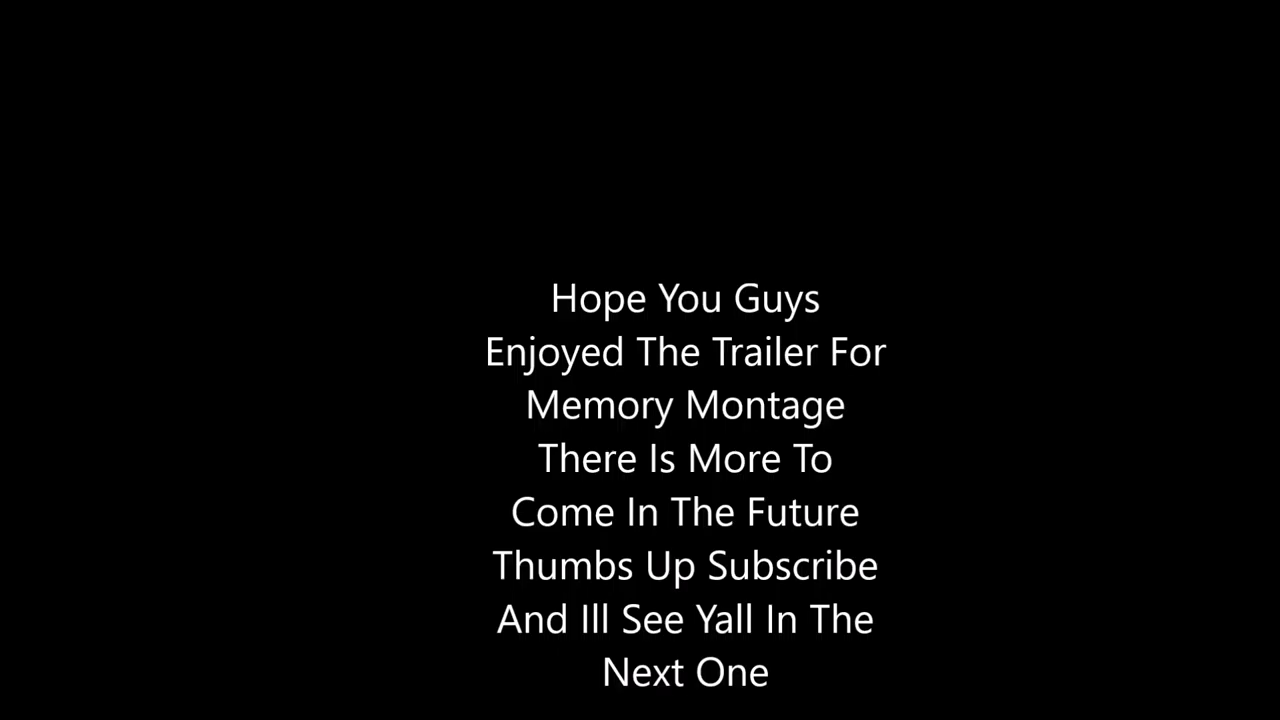 Hope You Guys
Enjoyed The Trailer For
Memory Montage
There Is More To
Come In The Future
Thumbs Up Subscribe
And Ill See Yall In The
Next One